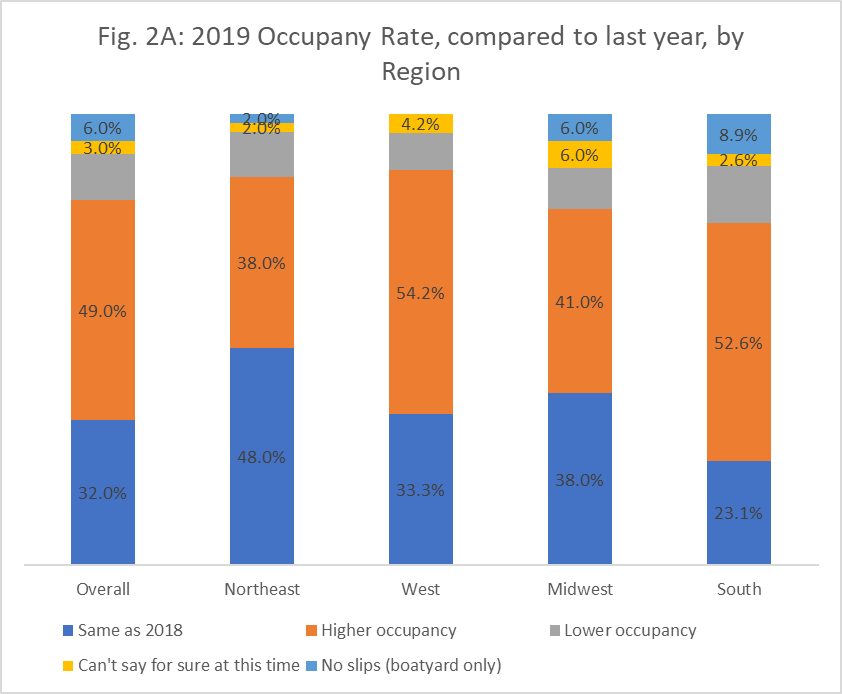 Fig. 2A: 2019 Occupany Rate, compared to last year, by
Region
6.0% 2.0% 4.2% 6.0% 8.9%
3.0% 2.0% 6.0% 2.6%
49.0% 38.0% 54.2% 41.0% 52.6%
32.0% 48.0% 33.3% 38.0% 23.1%
Overall Northeast West Midwest South
Same as 2018 Higher occupancy Lower occupancy
Can't say for sure at this time No slips (boatyard only)